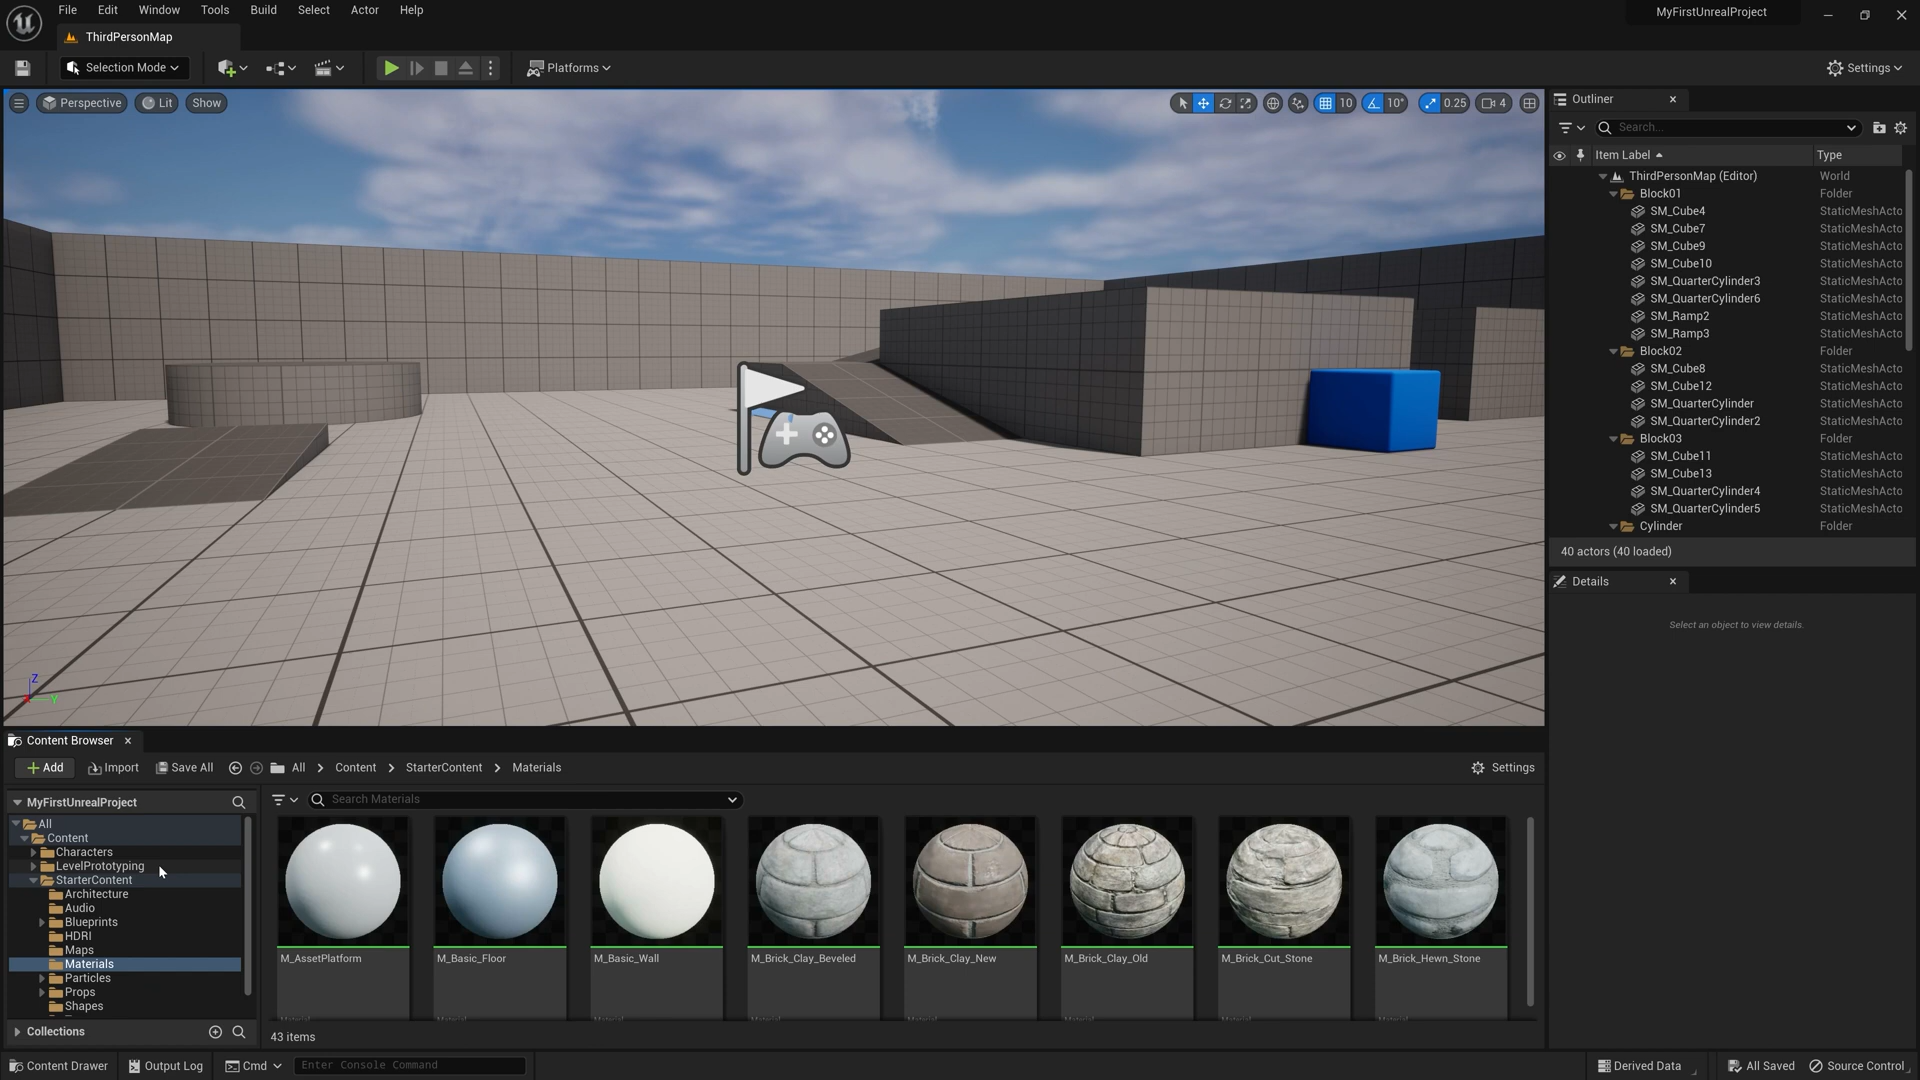 File Edit Window Tools Build Select Actor Help
MyFirstUnrealProject
ThirdPersonMap
Selection Mode
Platforms
Settings
Perspective Lit Show
10 10° 0.25 4
Outliner
Search...
Item Label Type
ThirdPersonMap (Editor) World
Block01 Folder
SM_Cube4 StaticMeshActo
SM_Cube7 StaticMeshActo
SM_Cube9 StaticMeshActo
SM_Cube10 StaticMeshActo
SM_QuarterCylinder3 StaticMeshActo
SM_QuarterCylinder6 StaticMeshActo
SM_Ramp2 StaticMeshActo
SM_Ramp3 StaticMeshActo
Block02 Folder
SM_Cube8 StaticMeshActo
SM_Cube12 StaticMeshActo
SM_QuarterCylinder StaticMeshActo
SM_QuarterCylinder2 StaticMeshActo
Block03 Folder
SM_Cube11 StaticMeshActo
SM_Cube13 StaticMeshActo
SM_QuarterCylinder4 StaticMeshActo
SM_QuarterCylinder5 StaticMeshActo
Cylinder Folder
40 actors (40 loaded)
Details
Select an object to view details.
Z
Y
Content Browser
Add Import Save All All Content StarterContent Materials Settings
MyFirstUnrealProject
Search Materials
All
Content
Characters
LevelPrototyping
StarterContent
Architecture
Audio
Blueprints
HDRI
Maps
Materials
Particles
Props
Shapes
M_AssetPlatform M_Basic_Floor M_Basic_Wall M_Brick_Clay_Beveled M_Brick_Clay_New M_Brick_Clay_Old M_Brick_Cut_Stone M_Brick_Hewn_Stone
Collections
43 items
Content Drawer Output Log Cmd Enter Console Command Derived Data All Saved Source Control